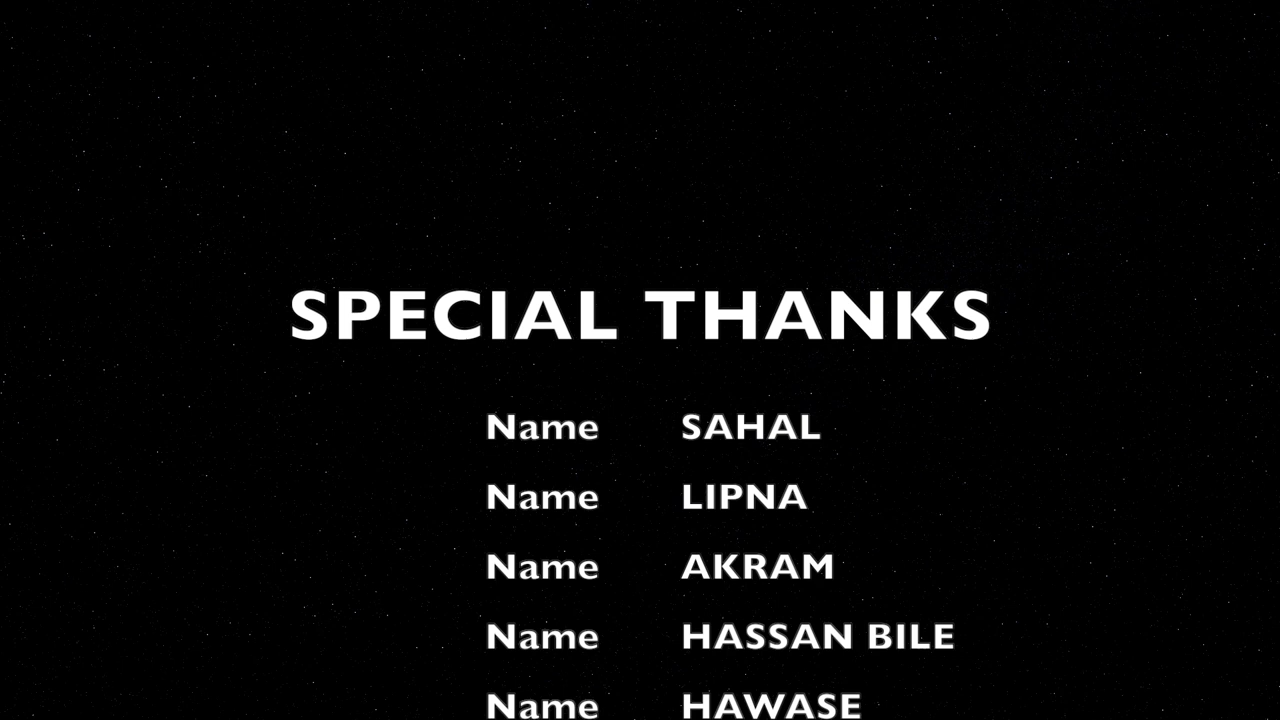 SPECIAL THANKS
Name SAHAL
Name LIPNA
Name AKRAM
Name HASSAN BILE
Name HAWASE